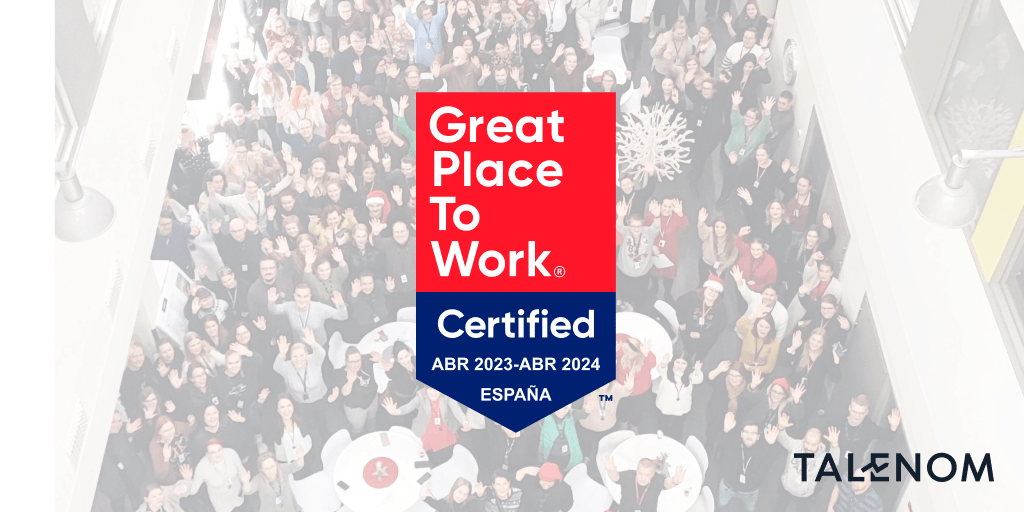 Great
Place
To
Work®
Certified
ABR 2023-ABR 2024
ESPAÑA
™
TALENOM